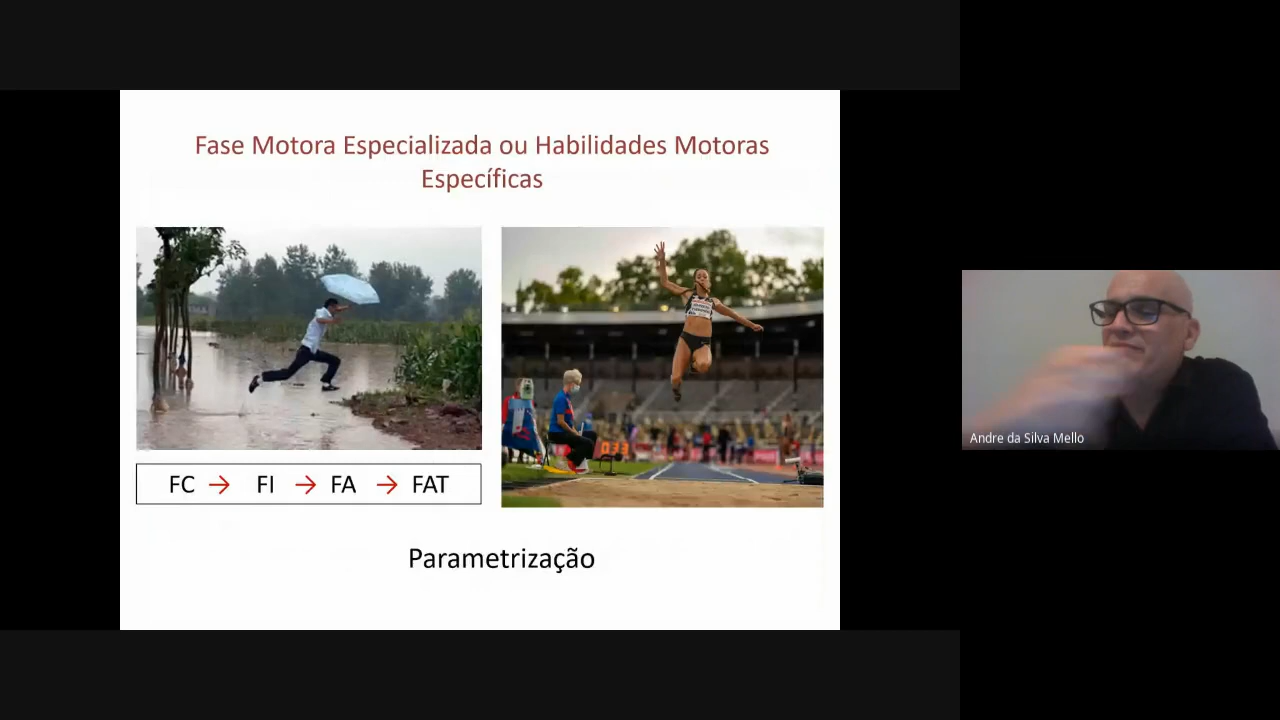 Fase Motora Especializada ou Habilidades Motoras
Específicas
FC → FI → FA → FAT
Parametrização
Andre da Silva Mello